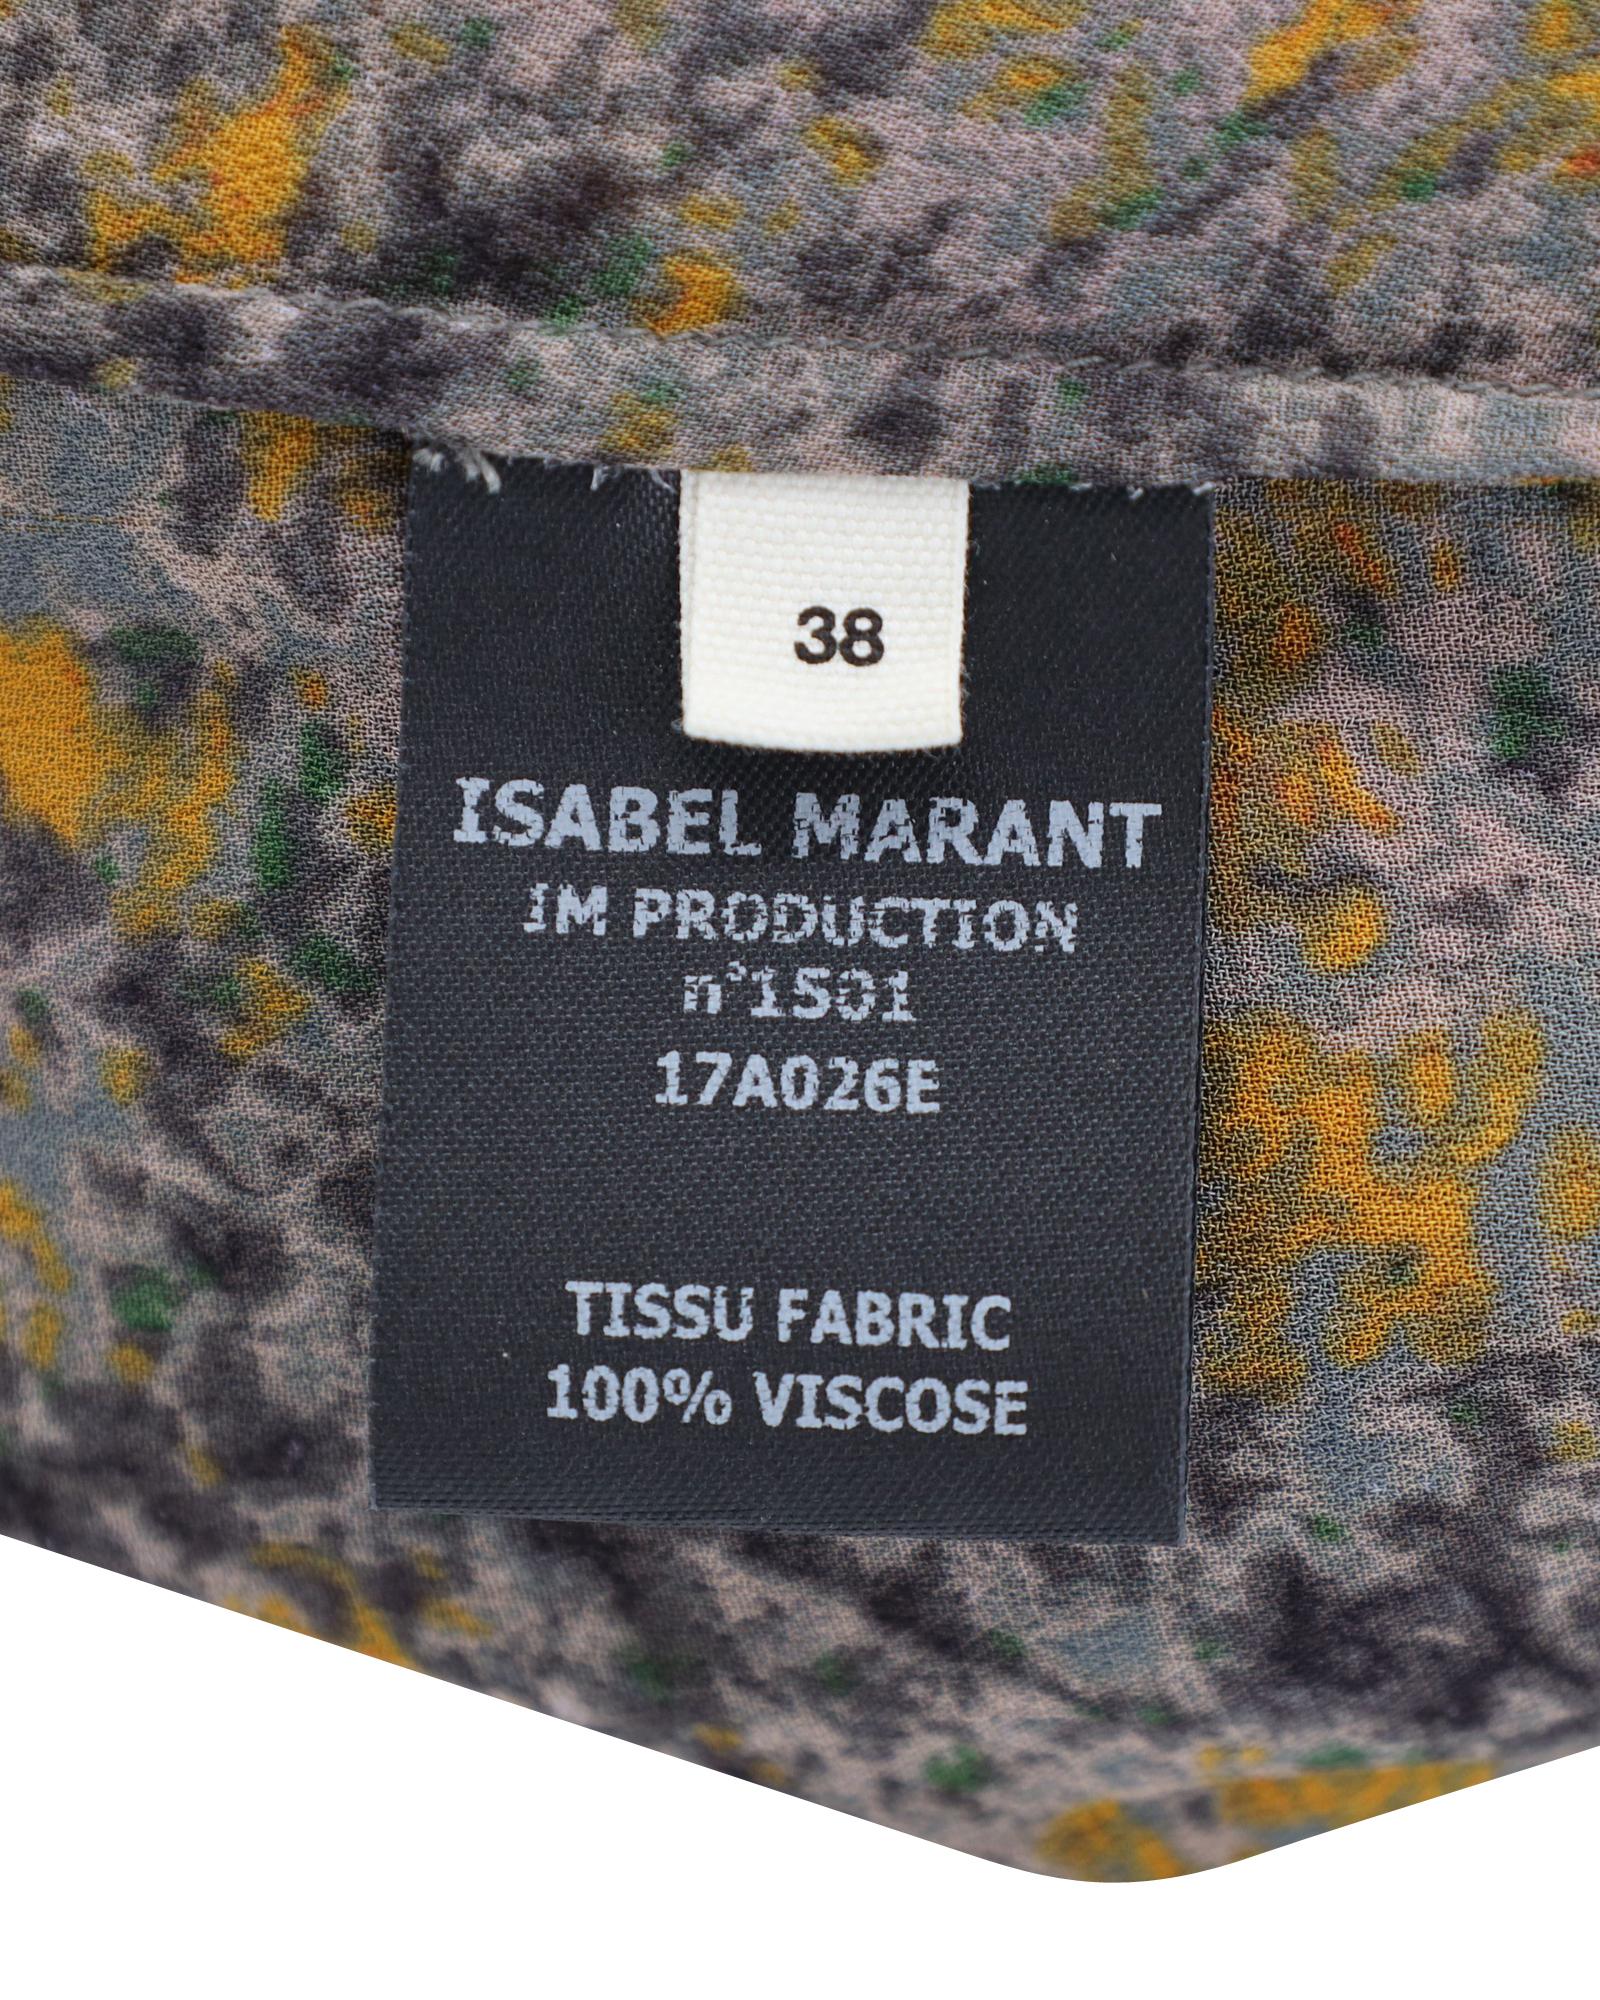 38
ISABEL MARANT
IM PRODUCTION
n°1501
17A026E
TISSU FABRIC
100% VISCOSE